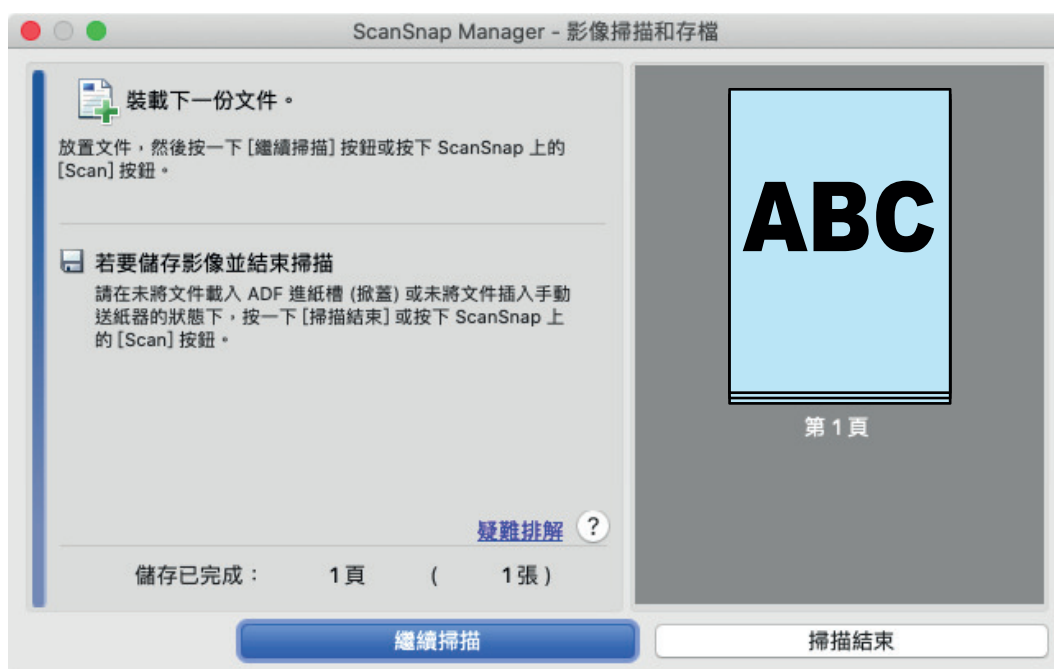 ScanSnap Manager - 影像掃描和存檔
裝載下一份文件。
放置文件，然後按一下 [繼續掃描] 按鈕或按下 ScanSnap 上的
[Scan] 按鈕。
若要儲存影像並結束掃描
請在未將文件載入 ADF 進紙槽 (掀蓋) 或未將文件插入手動
送紙器的狀態下，按一下 [掃描結束] 或按下 ScanSnap 上
的 [Scan] 按鈕。
疑難排解 ?
儲存已完成： 1 頁 ( 1 張 )
ABC
第 1 頁
繼續掃描
掃描結束